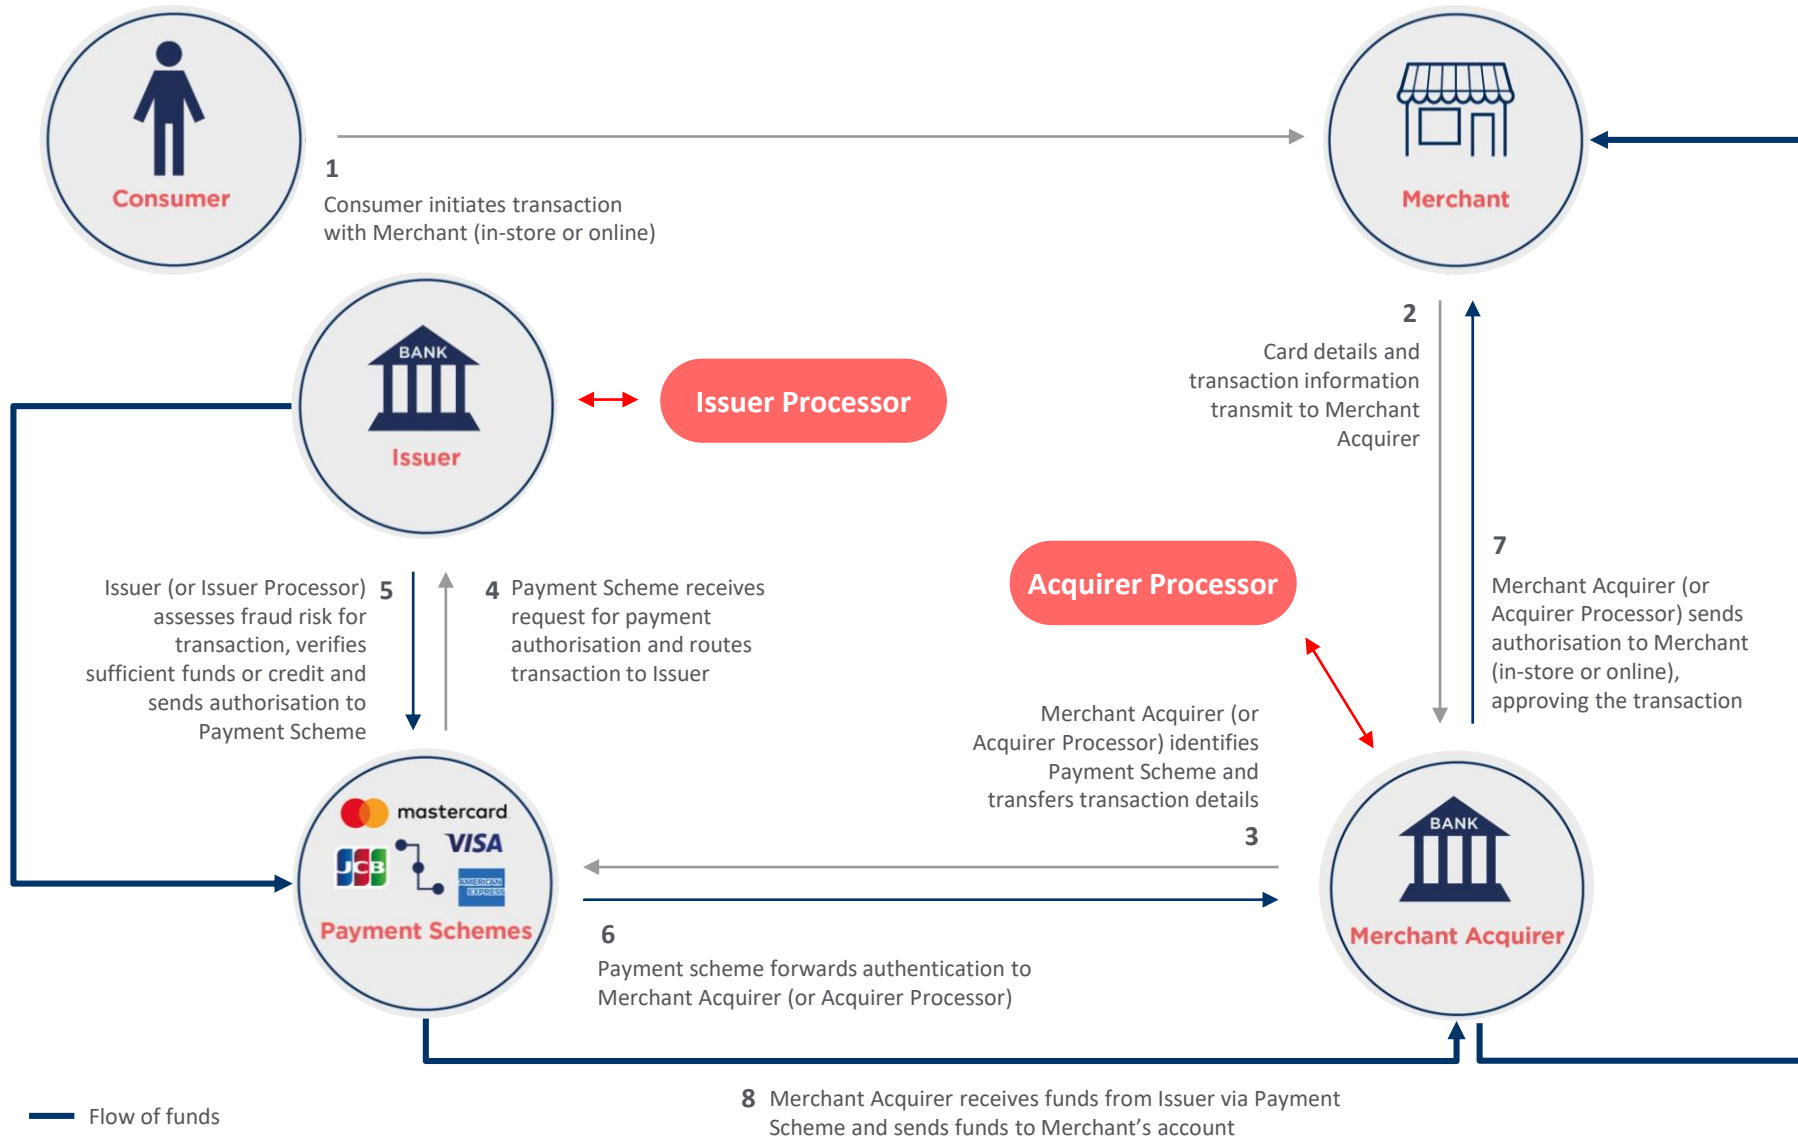 Consumer
1
Consumer initiates transaction
with Merchant (in-store or online)
Merchant
BANK
Issuer
Issuer Processor
2
Card details and
transaction information
transmit to Merchant
Acquirer
Issuer (or Issuer Processor)
assesses fraud risk for
transaction, verifies
sufficient funds or credit and
sends authorisation to
Payment Scheme
5
4
Payment Scheme receives
request for payment
authorisation and routes
transaction to Issuer
Acquirer Processor
7
Merchant Acquirer (or
Acquirer Processor) sends
authorisation to Merchant
(in-store or online),
approving the transaction
Merchant Acquirer (or
Acquirer Processor) identifies
Payment Scheme and
transfers transaction details
3
mastercard
VISA
JCB
AMERICAN
EXPRESS
Payment Schemes
BANK
Merchant Acquirer
6
Payment scheme forwards authentication to
Merchant Acquirer (or Acquirer Processor)
8 Merchant Acquirer receives funds from Issuer via Payment
Scheme and sends funds to Merchant’s account
Flow of funds